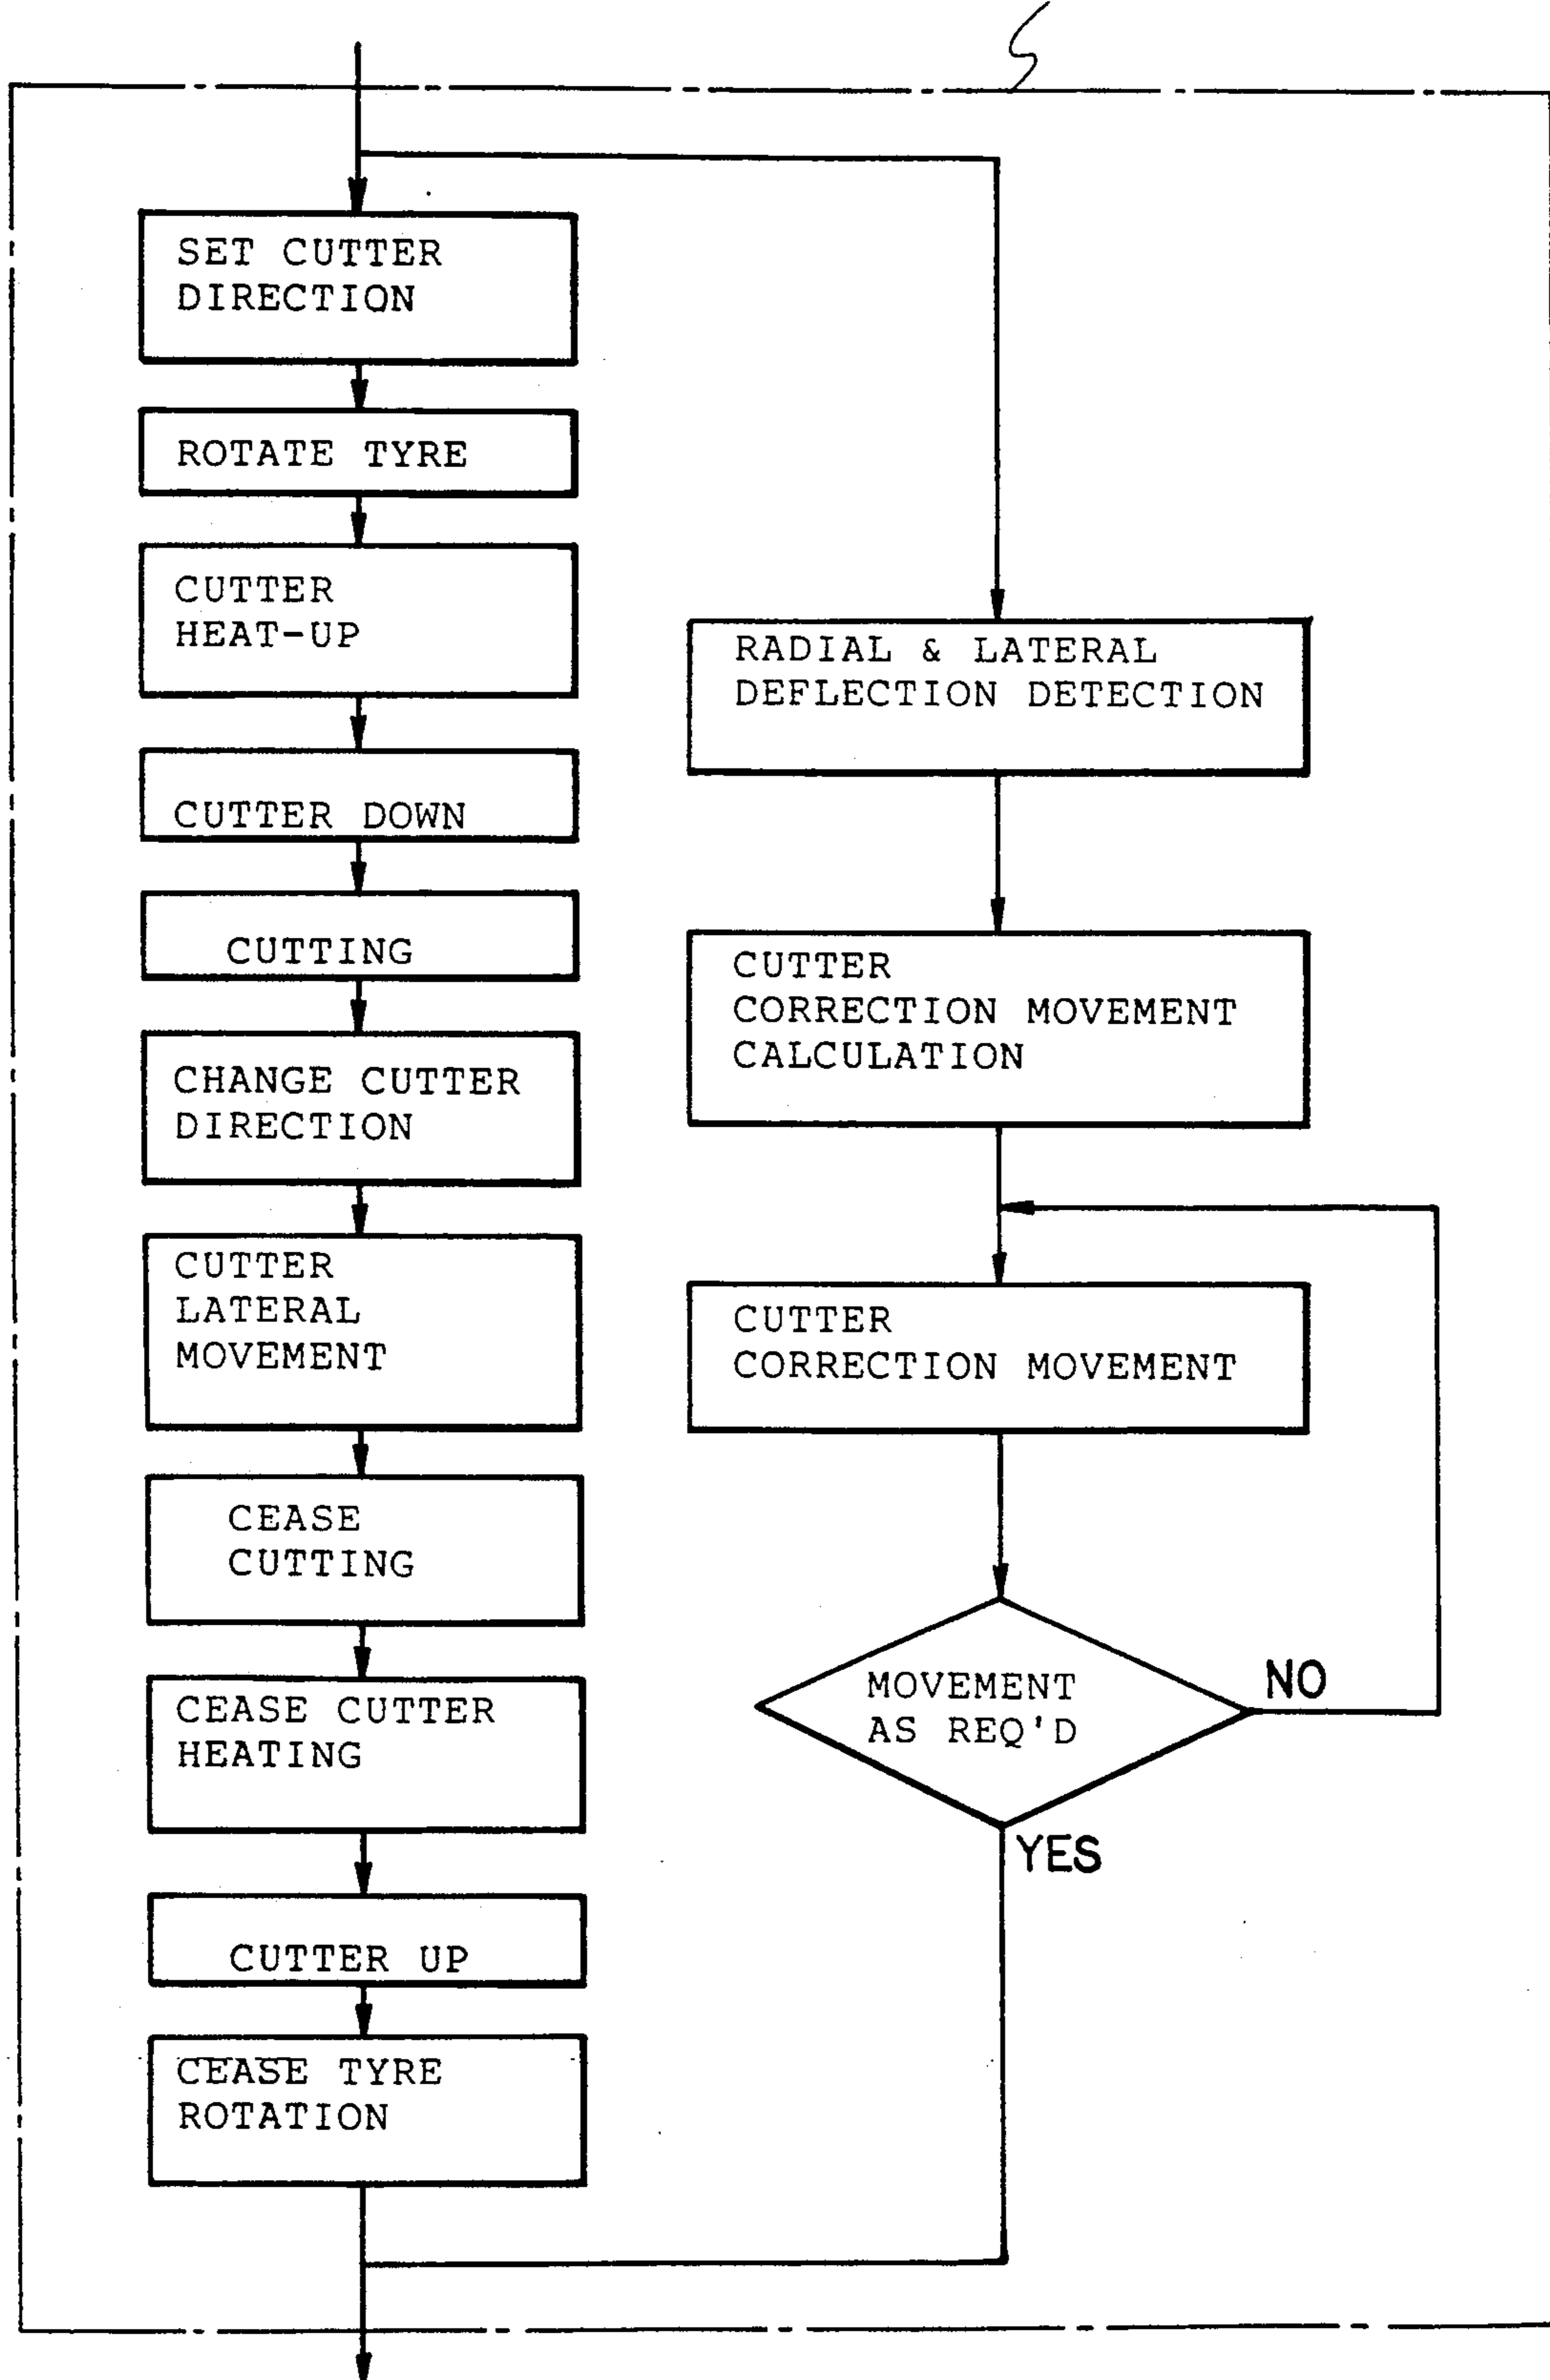 SET CUTTER
DIRECTION
ROTATE TYRE
CUTTER
HEAT-UP
CUTTER DOWN
CUTTING
CHANGE CUTTER
DIRECTION
CUTTER
LATERAL
MOVEMENT
CEASE
CUTTING
CEASE CUTTER
HEATING
CUTTER UP
CEASE TYRE
ROTATION
RADIAL & LATERAL
DEFLECTION DETECTION
CUTTER
CORRECTION MOVEMENT
CALCULATION
CUTTER
CORRECTION MOVEMENT
MOVEMENT
AS REQ'D
NO
YES